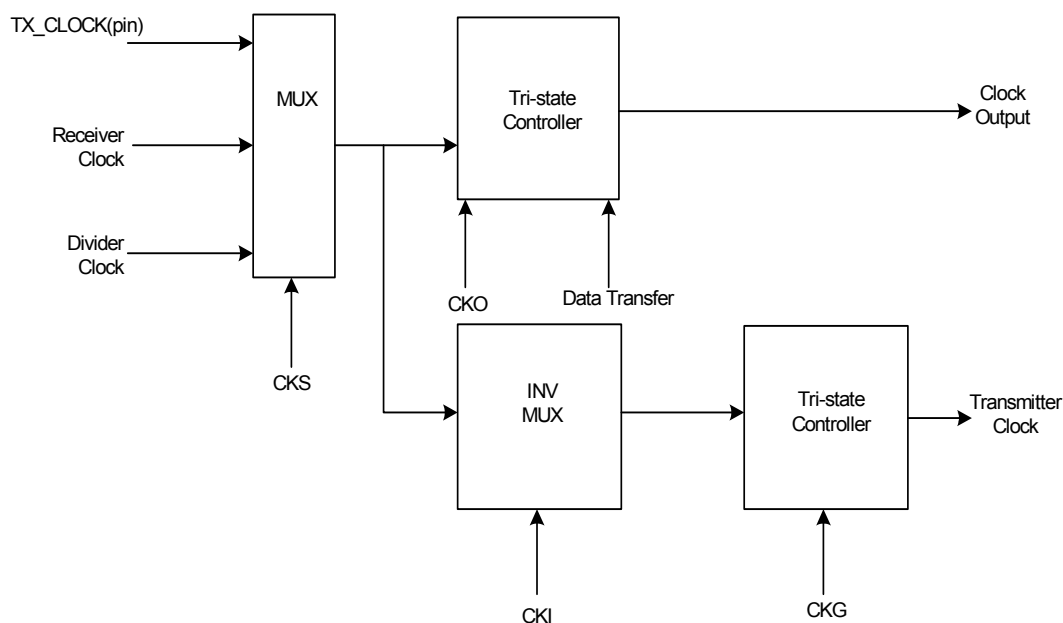 TX_CLOCK(pin)
MUX
Tri-state
Controller
Clock
Output
Receiver
Clock
Divider
Clock
CKO
Data Transfer
CKS
INV
MUX
Tri-state
Controller
Transmitter
Clock
CKI
CKG